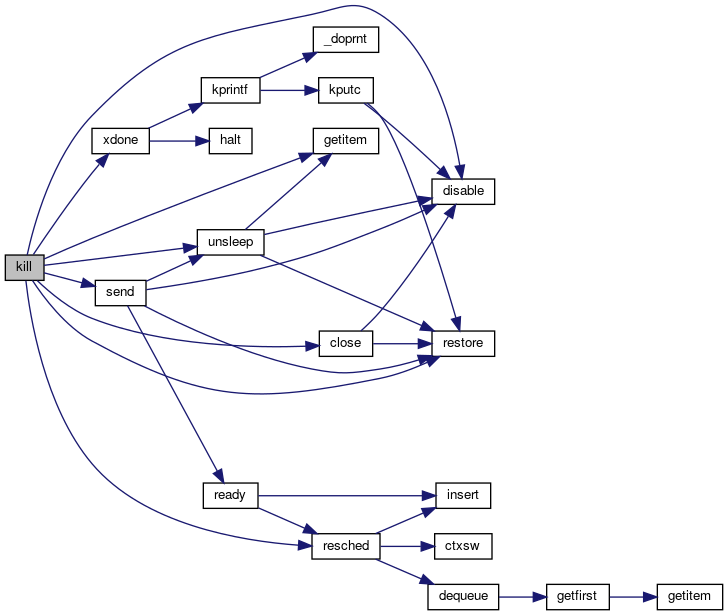 _doprnt
kprintf
kputc
xdone
halt
getitem
disable
unsleep
kill
send
close
restore
ready
insert
resched
ctxsw
dequeue
getfirst
getitem